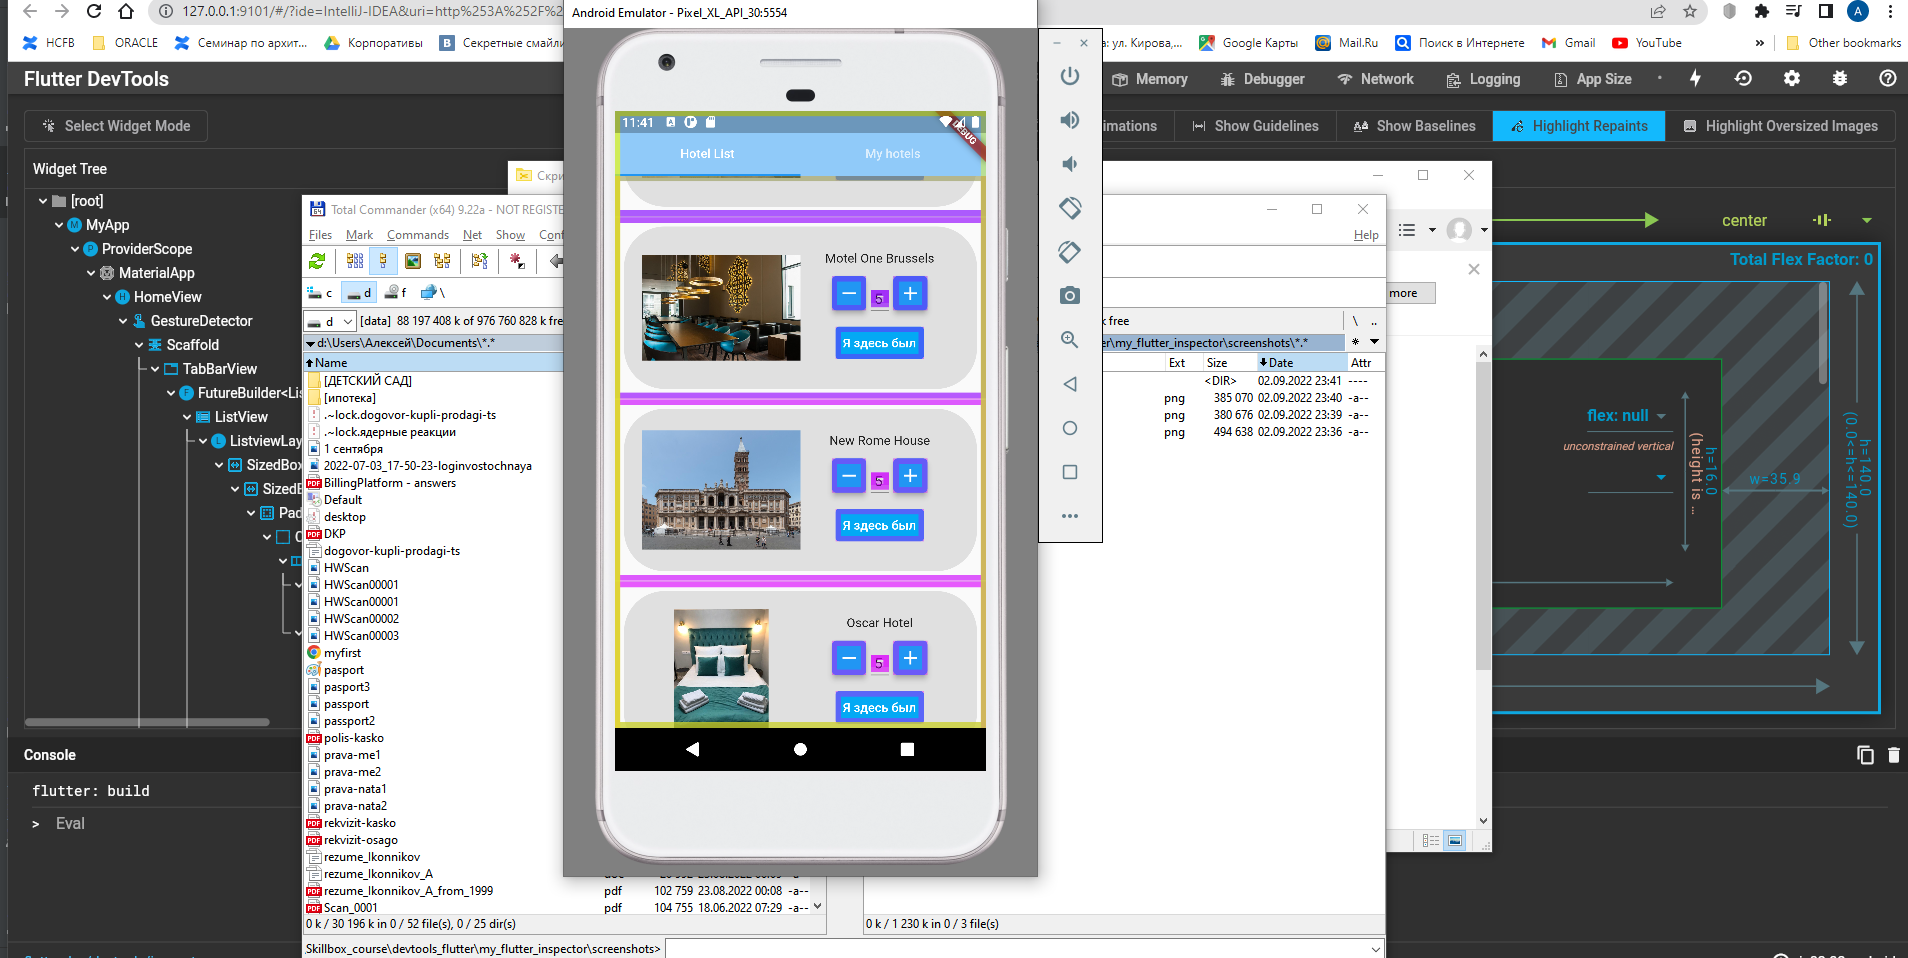 127.0.0.1:9101/#/?ide=IntelliJ-IDEA&uri=http%253A%252F%2
Android Emulator - Pixel_XL_API_30:5554
A
HCFB
ORACLE
Семинар по архит...
Корпоративы
Секретные смайли
а: ул. Кирова,...
Google Карты
Mail.Ru
Поиск в Интернете
Gmail
YouTube
»
Other bookmarks
Flutter DevTools
Memory
Debugger
Network
Logging
App Size
Select Widget Mode
imations
Show Guidelines
Show Baselines
Highlight Repaints
Highlight Oversized Images
Widget Tree
[root]
MyApp
ProviderScope
MaterialApp
HomeView
GestureDetector
Scaffold
TabBarView
FutureBuilder<Lis
ListView
ListviewLay
SizedBox
SizedE
Pad
C
Скри
Total Commander (x64) 9.22a - NOT REGISTE
Files Mark Commands Net Show Conf
Help
c d f \
d [data] 88 197 408 k of 976 760 828 k fre
k free \ ..
d:\Users\Алексей\Documents\*.*
r\my_flutter_inspector\screenshots\*.* *
Name
Ext Size Date Attr
[ДЕТСКИЙ САД]
[ипотека]
.~lock.dogovor-kupli-prodagi-ts
.~lock.ядерные реакции
1 сентября
2022-07-03_17-50-23-loginvostochnaya
BillingPlatform - answers
Default
desktop
DKP
dogovor-kupli-prodagi-ts
HWScan
HWScan00001
HWScan00001
HWScan00002
HWScan00003
myfirst
pasport
pasport3
passport
passport2
polis-kasko
prava-me1
prava-me2
prava-nata1
prava-nata2
rekvizit-kasko
rekvizit-osago
rezume_Ikonnikov
rezume_Ikonnikov_A
rezume_Ikonnikov_A_from_1999 pdf 102 759 23.08.2022 00:08 -a--
Scan_0001 pdf 104 755 18.06.2022 07:29 -a--
0 k / 30 196 k in 0 / 52 file(s), 0 / 25 dir(s)
<DIR> 02.09.2022 23:41 ----
png 385 070 02.09.2022 23:40 -a--
png 380 676 02.09.2022 23:39 -a--
png 494 638 02.09.2022 23:36 -a--
0 k / 1 230 k in 0 / 3 file(s)
Skillbox_course\devtools_flutter\my_flutter_inspector\screenshots>
11:41
DEBUG
Hotel List
My hotels
Motel One Brussels
5
Я здесь был
New Rome House
5
Я здесь был
Oscar Hotel
5
Я здесь был
more
center
Total Flex Factor: 0
flex: null
unconstrained vertical
h=16.0
(height is ...
w=35.9
h=140.0
(0.0<=h<=140.0)
Console
flutter: build
> Eval